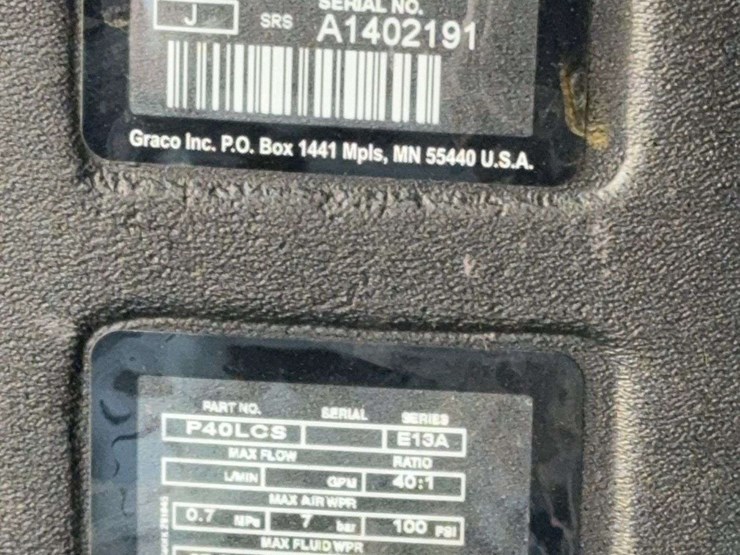 SERIAL NO.
J SRS A1402191
Graco Inc. P.O. Box 1441 Mpls, MN 55440 U.S.A.
PART NO. SERIAL SERIES
P40LCS E13A
MAX FLOW RATIO
L/MIN GPM 40:1
MAX AIR WPR
0.7 MPa 7 bar 100 PSI
MAX FLUID WPR